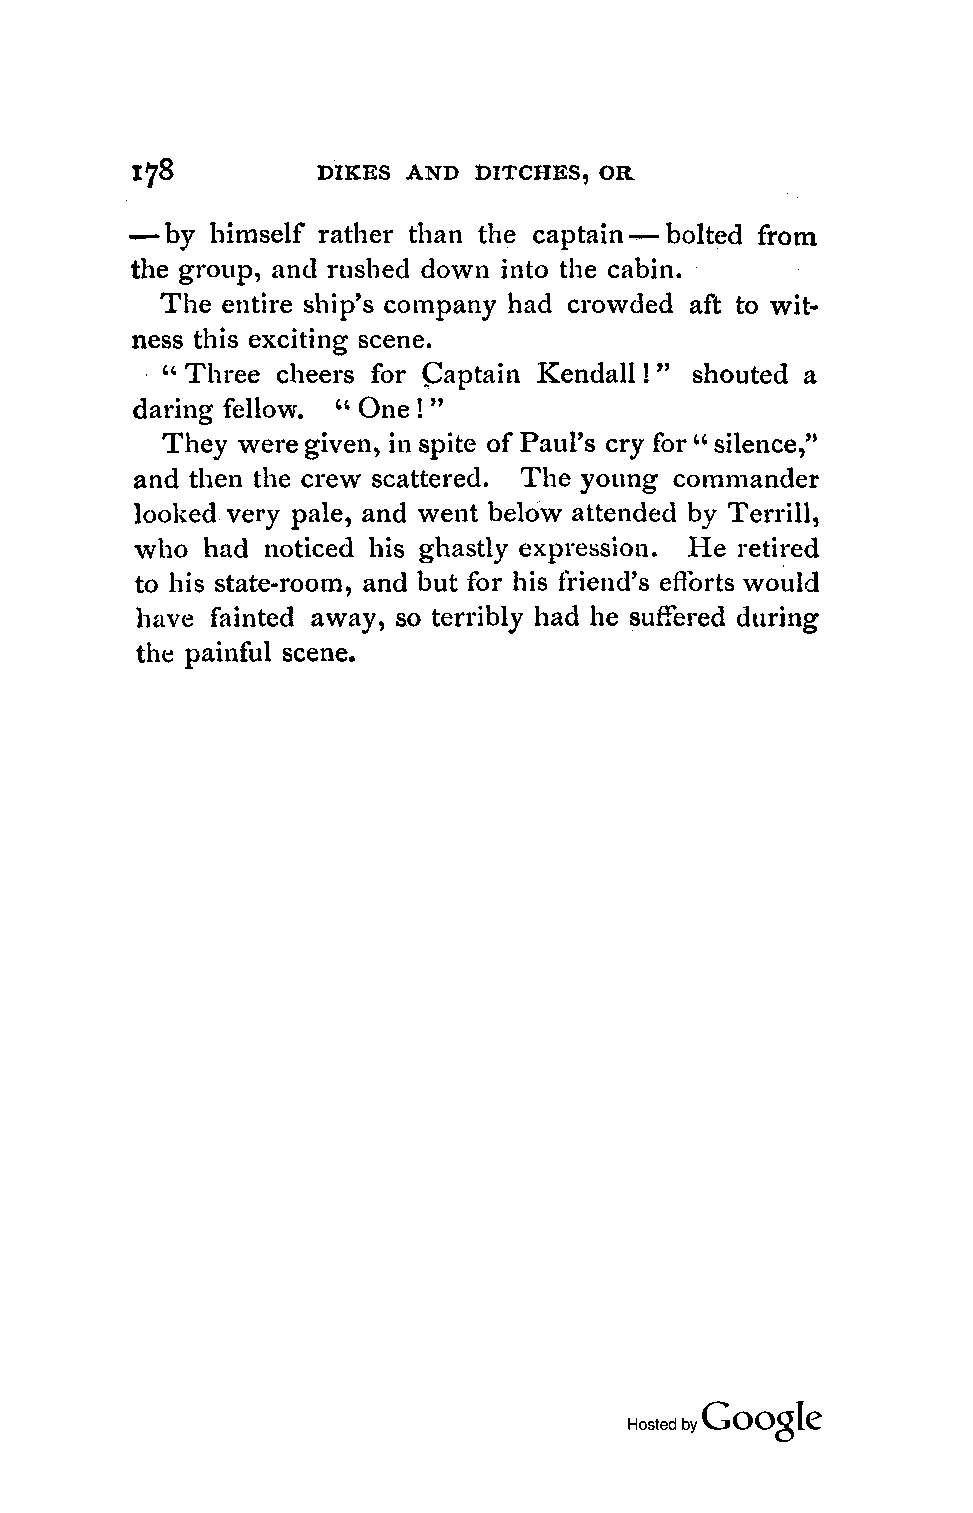 178 DIKES AND DITCHES, OR
— by himself rather than the captain — bolted from
the group, and rushed down into the cabin.
The entire ship's company had crowded aft to wit-
ness this exciting scene.
"Three cheers for Captain Kendall!" shouted a
daring fellow. "One!"
They were given, in spite of Paul's cry for "silence,"
and then the crew scattered. The young commander
looked very pale, and went below attended by Terrill,
who had noticed his ghastly expression. He retired
to his state-room, and but for his friend's efforts would
have fainted away, so terribly had he suffered during
the painful scene.
Hosted by Google